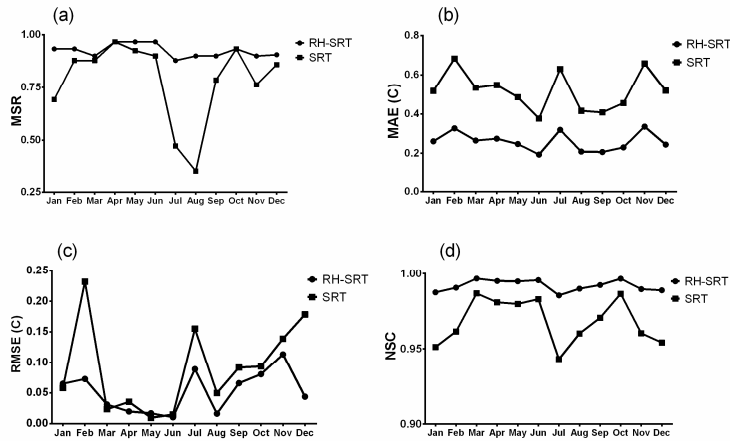 (a)
MSR
1.00
0.75
0.50
0.25
Jan Feb Mar Apr May Jun Jul Aug Sep Oct Nov Dec
RH-SRT
SRT
(b)
MAE (C)
0.8
0.6
0.4
0.2
0.0
Jan Feb Mar Apr May Jun Jul Aug Sep Oct Nov Dec
RH-SRT
SRT
(c)
RMSE (C)
0.25
0.20
0.15
0.10
0.05
0.00
Jan Feb Mar Apr May Jun Jul Aug Sep Oct Nov Dec
RH-SRT
SRT
(d)
NSC
1.00
0.95
0.90
Jan Feb Mar Apr May Jun Jul Aug Sep Oct Nov Dec
RH-SRT
SRT